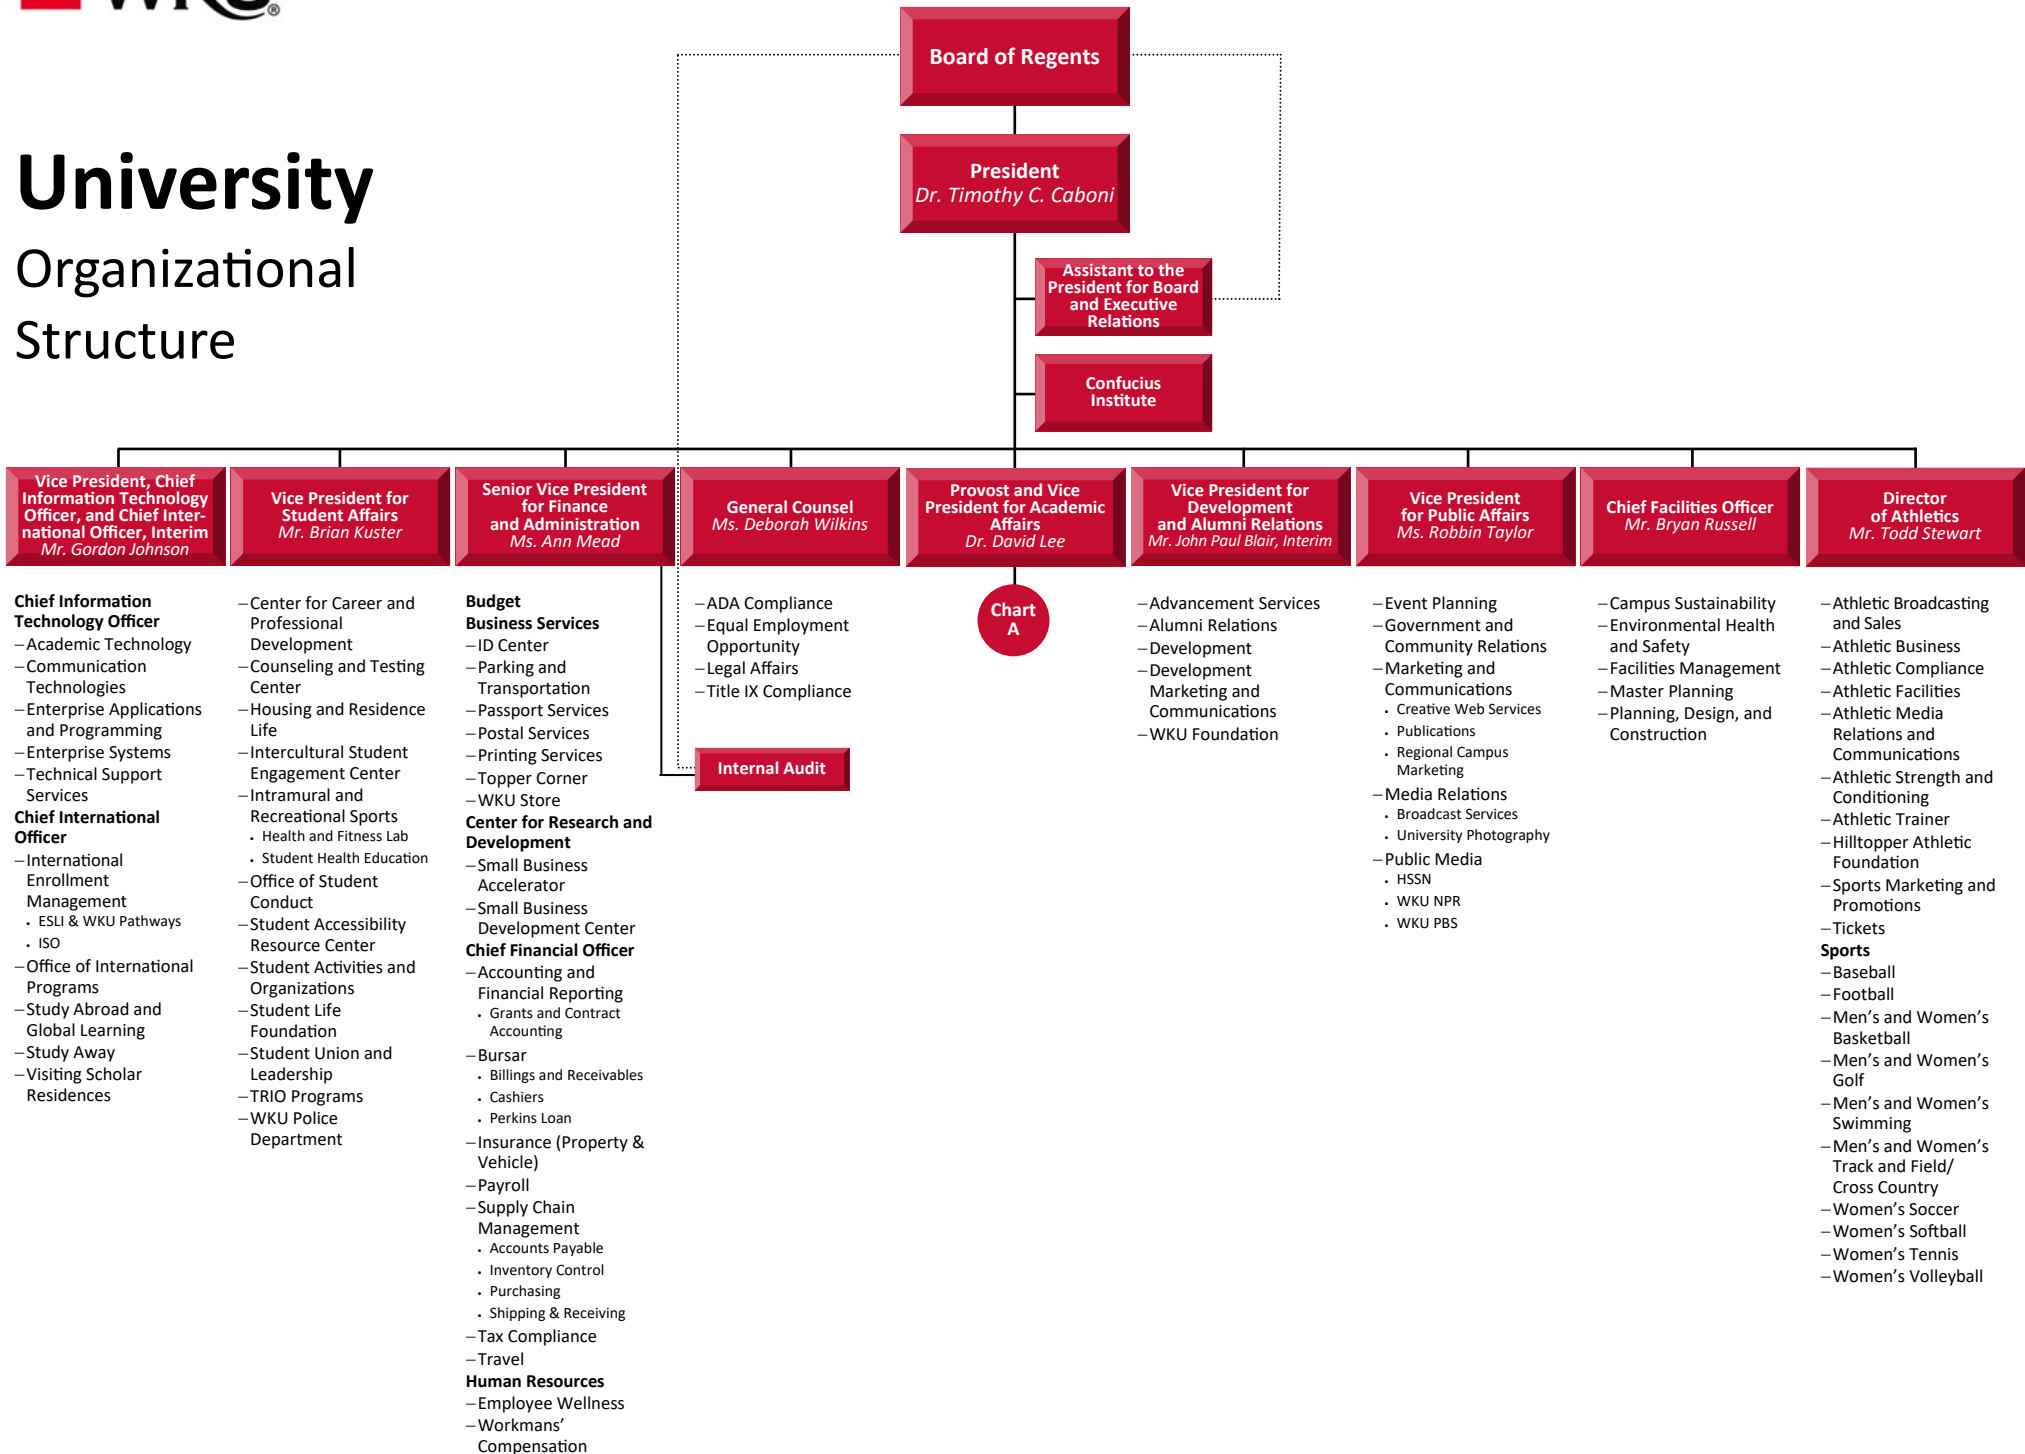 WKU®
University
Organizational
Structure
Board of Regents
President
Dr. Timothy C. Caboni
Assistant to the
President for Board
and Executive
Relations
Confucius
Institute
Vice President, Chief
Information Technology
Officer, and Chief Inter-
national Officer, Interim
Mr. Gordon Johnson
Chief Information
Technology Officer
–Academic Technology
–Communication
Technologies
–Enterprise Applications
and Programming
–Enterprise Systems
–Technical Support
Services
Chief International
Officer
–International
Enrollment
Management
• ESLI & WKU Pathways
• ISO
–Office of International
Programs
–Study Abroad and
Global Learning
–Study Away
–Visiting Scholar
Residences
Vice President for
Student Affairs
Mr. Brian Kuster
–Center for Career and
Professional
Development
–Counseling and Testing
Center
–Housing and Residence
Life
–Intercultural Student
Engagement Center
–Intramural and
Recreational Sports
• Health and Fitness Lab
• Student Health Education
–Office of Student
Conduct
–Student Accessibility
Resource Center
–Student Activities and
Organizations
–Student Life
Foundation
–Student Union and
Leadership
–TRIO Programs
–WKU Police
Department
Senior Vice President
for Finance
and Administration
Ms. Ann Mead
Budget
Business Services
–ID Center
–Parking and
Transportation
–Passport Services
–Postal Services
–Printing Services
–Topper Corner
–WKU Store
Center for Research and
Development
–Small Business
Accelerator
–Small Business
Development Center
Chief Financial Officer
–Accounting and
Financial Reporting
• Grants and Contract
Accounting
–Bursar
• Billings and Receivables
• Cashiers
• Perkins Loan
–Insurance (Property &
Vehicle)
–Payroll
–Supply Chain
Management
• Accounts Payable
• Inventory Control
• Purchasing
• Shipping & Receiving
–Tax Compliance
–Travel
Human Resources
–Employee Wellness
–Workmans’
Compensation
General Counsel
Ms. Deborah Wilkins
–ADA Compliance
–Equal Employment
Opportunity
–Legal Affairs
–Title IX Compliance
Internal Audit
Provost and Vice
President for Academic
Affairs
Dr. David Lee
Chart
A
Vice President for
Development
and Alumni Relations
Mr. John Paul Blair, Interim
–Advancement Services
–Alumni Relations
–Development
–Development
Marketing and
Communications
–WKU Foundation
Vice President
for Public Affairs
Ms. Robbin Taylor
–Event Planning
–Government and
Community Relations
–Marketing and
Communications
• Creative Web Services
• Publications
• Regional Campus
Marketing
–Media Relations
• Broadcast Services
• University Photography
–Public Media
• HSSN
• WKU NPR
• WKU PBS
Chief Facilities Officer
Mr. Bryan Russell
–Campus Sustainability
–Environmental Health
and Safety
–Facilities Management
–Master Planning
–Planning, Design, and
Construction
Director
of Athletics
Mr. Todd Stewart
–Athletic Broadcasting
and Sales
–Athletic Business
–Athletic Compliance
–Athletic Facilities
–Athletic Media
Relations and
Communications
–Athletic Strength and
Conditioning
–Athletic Trainer
–Hilltopper Athletic
Foundation
–Sports Marketing and
Promotions
–Tickets
Sports
–Baseball
–Football
–Men’s and Women’s
Basketball
–Men’s and Women’s
Golf
–Men’s and Women’s
Swimming
–Men’s and Women’s
Track and Field/
Cross Country
–Women’s Soccer
–Women’s Softball
–Women’s Tennis
–Women’s Volleyball